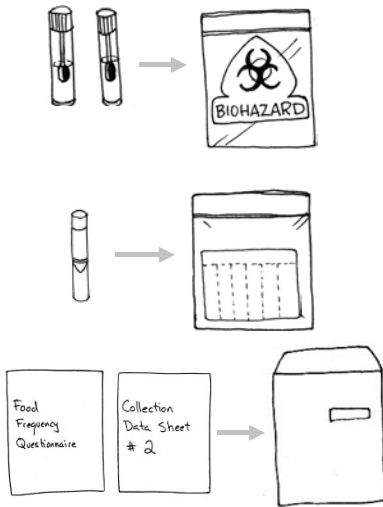 BIOHAZARD
Food
Frequency
Questionnaire
Collection
Data Sheet
# 2